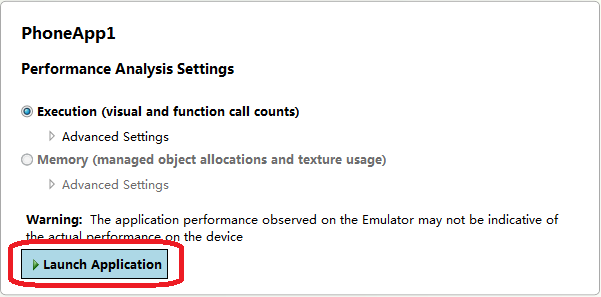 PhoneApp1
Performance Analysis Settings
Execution (visual and function call counts)
Advanced Settings
Memory (managed object allocations and texture usage)
Advanced Settings
Warning: The application performance observed on the Emulator may not be indicative of
the actual performance on the device
Launch Application